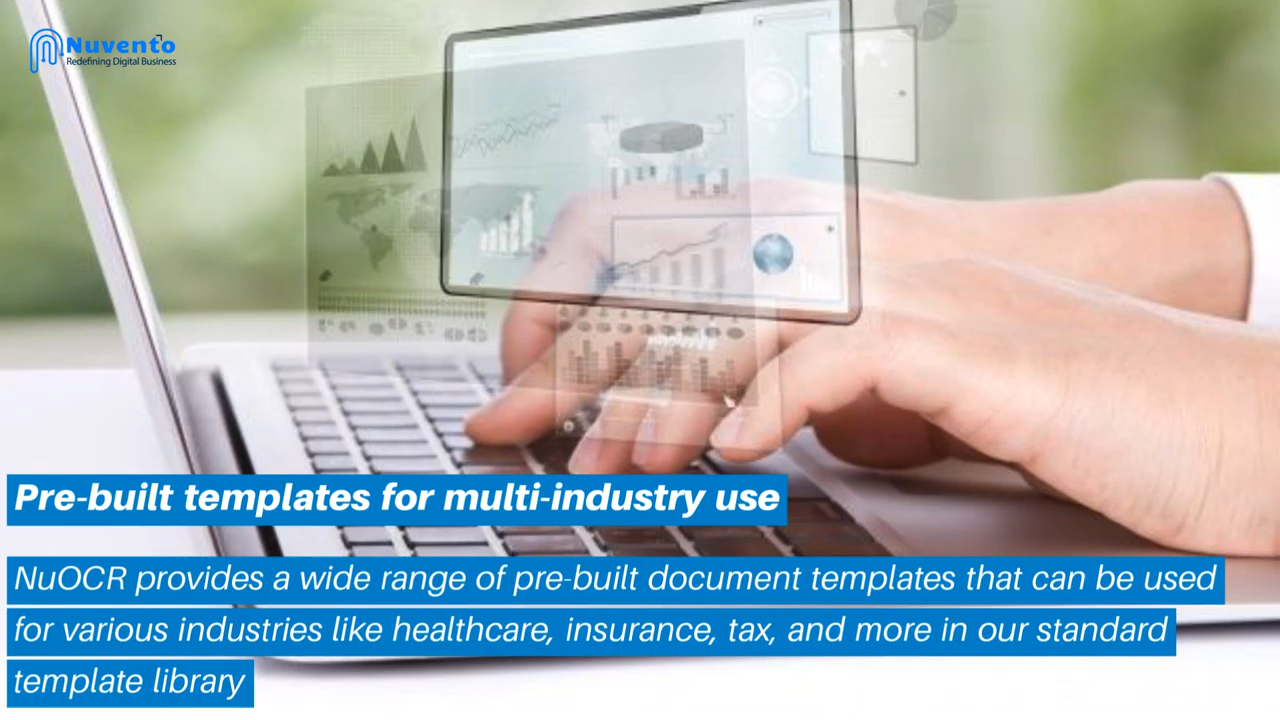 Nuvento
Redefining Digital Business
Pre-built templates for multi-industry use
NuOCR provides a wide range of pre-built document templates that can be used
for various industries like healthcare, insurance, tax, and more in our standard
template library